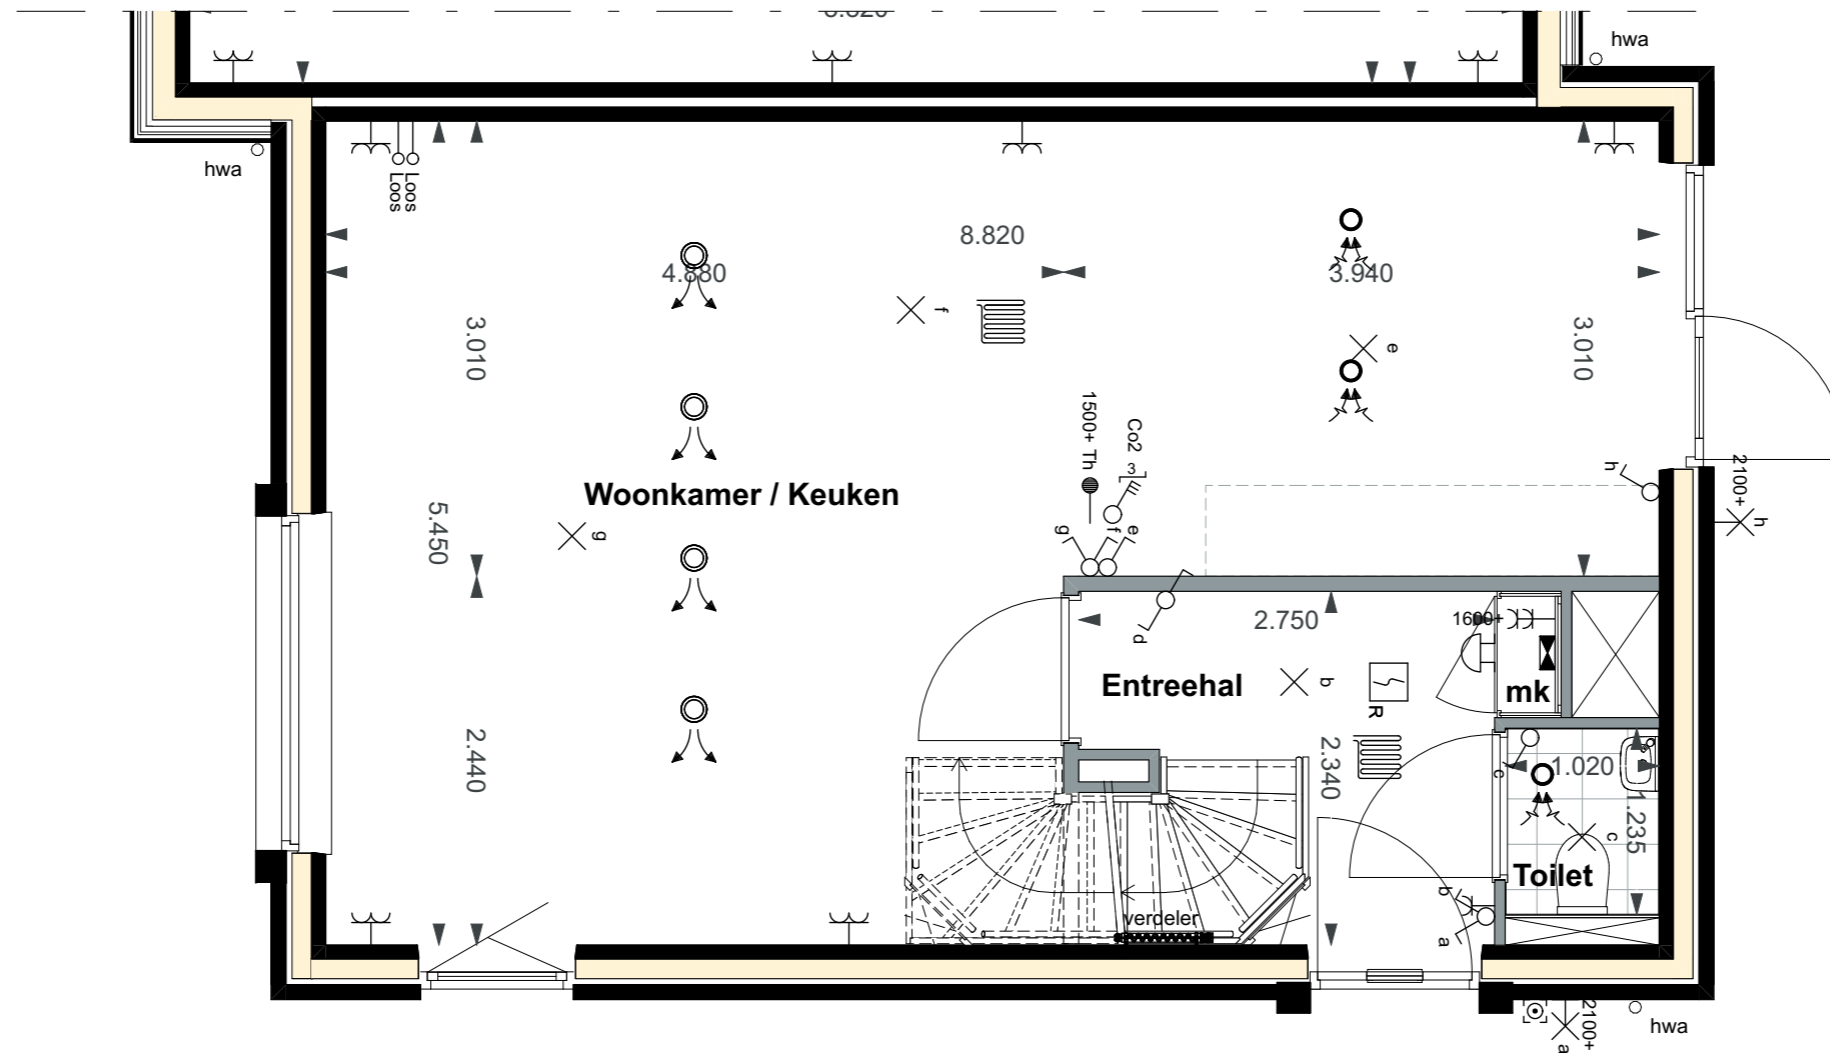 hwa
hwa
Loos
Loos
8.820
4.880
3.940
3.010
f
e
3.010
1500+ Th
Co2
3
h
2100+
h
Woonkamer / Keuken
5.450
g
g
f
e
d
2.750
1600+
Entreehal
b
R
mk
2.440
2.340
c
1.020
1.235
c
Toilet
b
a
verdeler
2100+
a
hwa